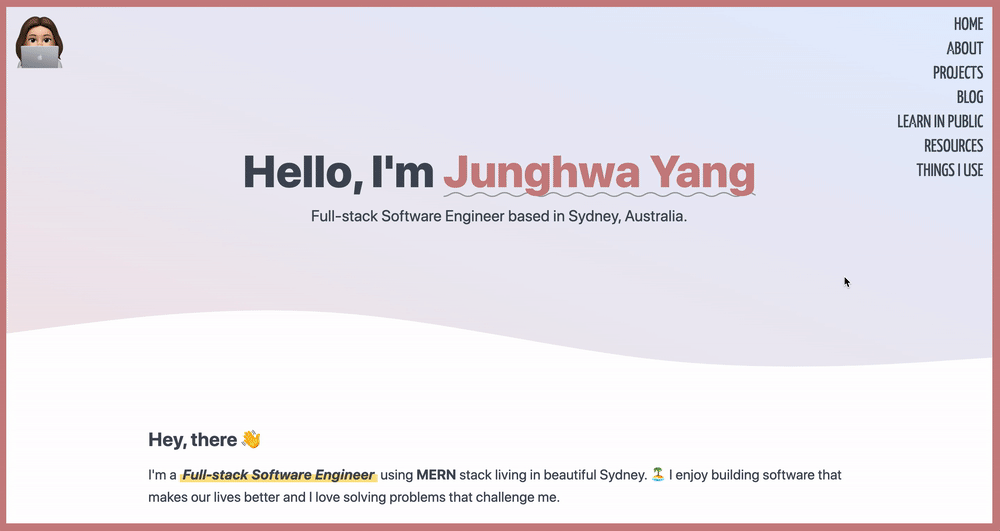 HOME
ABOUT
PROJECTS
BLOG
LEARN IN PUBLIC
RESOURCES
THINGS I USE
Hello, I'm Junghwa Yang
Full-stack Software Engineer based in Sydney, Australia.
Hey, there 👋
I'm a Full-stack Software Engineer using MERN stack living in beautiful Sydney. 🏝️ I enjoy building software that
makes our lives better and I love solving problems that challenge me.